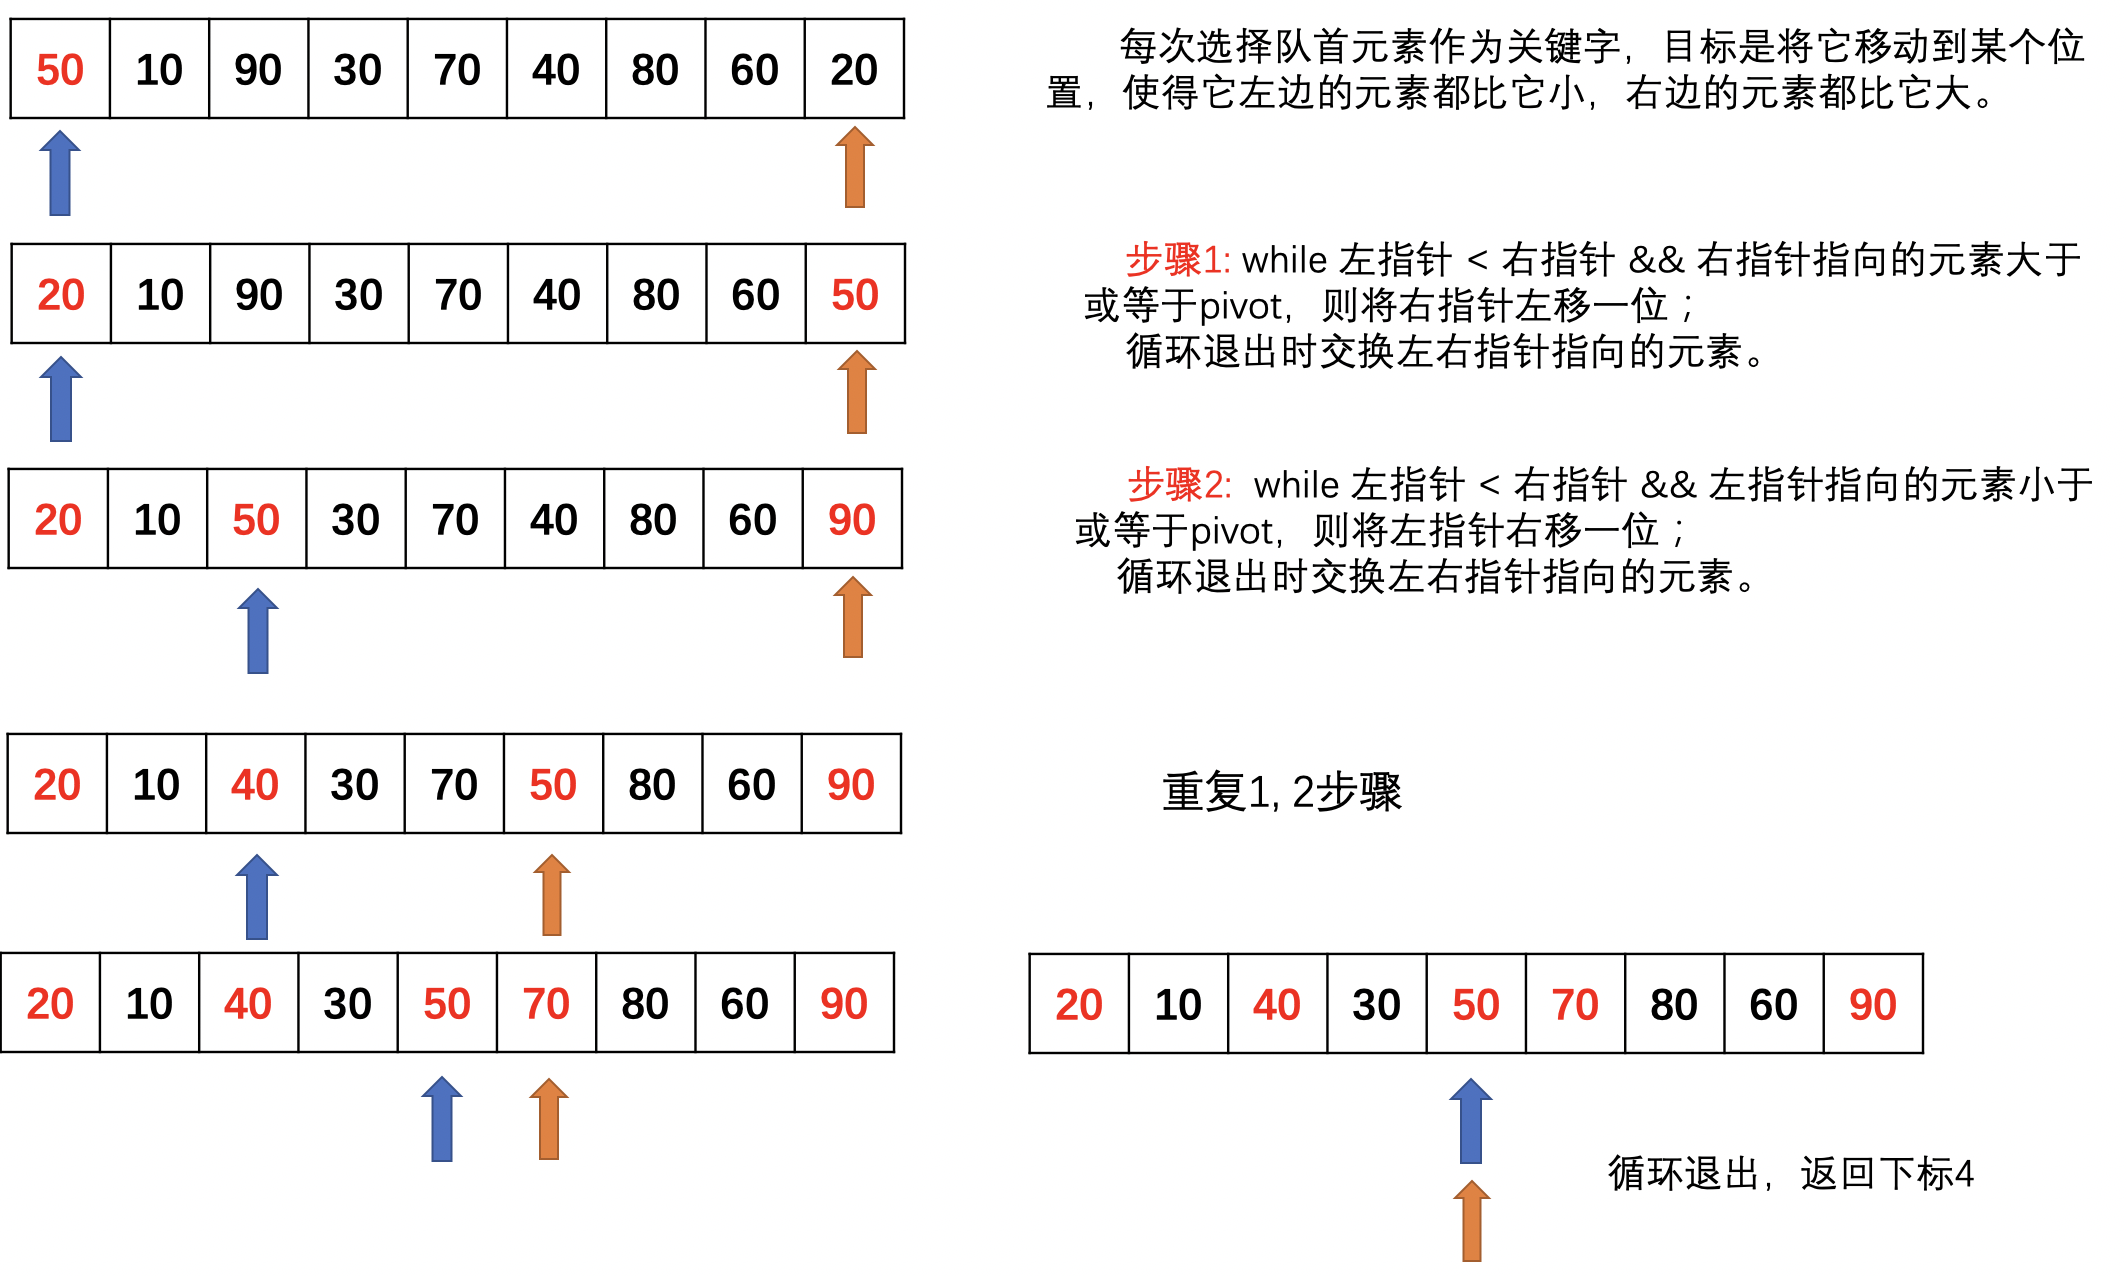 50 10 90 30 70 40 80 60 20
每次选择队首元素作为关键字，目标是将它移动到某个位
置，使得它左边的元素都比它小，右边的元素都比它大。
20 10 90 30 70 40 80 60 50
步骤1: while 左指针 < 右指针 && 右指针指向的元素大于
或等于pivot，则将右指针左移一位；
循环退出时交换左右指针指向的元素。
20 10 50 30 70 40 80 60 90
步骤2: while 左指针 < 右指针 && 左指针指向的元素小于
或等于pivot，则将左指针右移一位；
循环退出时交换左右指针指向的元素。
20 10 40 30 70 50 80 60 90
重复1, 2步骤
20 10 40 30 50 70 80 60 90
20 10 40 30 50 70 80 60 90
循环退出，返回下标4